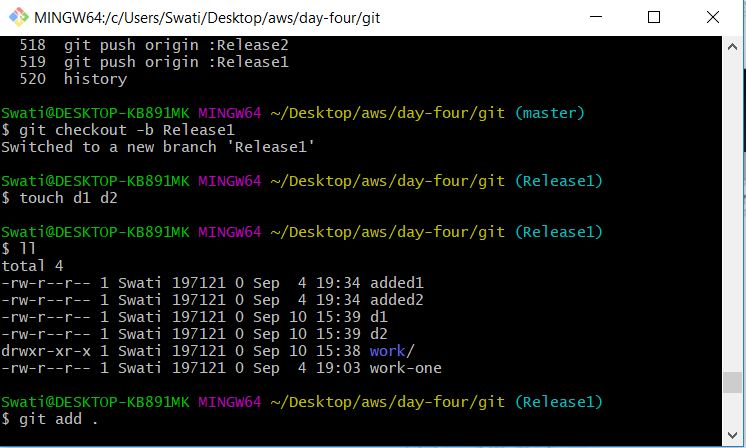 MINGW64:/c/Users/Swati/Desktop/aws/day-four/git
518 git push origin :Release2
519 git push origin :Release1
520 history
Swati@DESKTOP-KB891MK MINGW64 ~/Desktop/aws/day-four/git (master)
$ git checkout -b Release1
Switched to a new branch 'Release1'
Swati@DESKTOP-KB891MK MINGW64 ~/Desktop/aws/day-four/git (Release1)
$ touch d1 d2
Swati@DESKTOP-KB891MK MINGW64 ~/Desktop/aws/day-four/git (Release1)
$ ll
total 4
-rw-r--r-- 1 Swati 197121 0 Sep  4 19:34 added1
-rw-r--r-- 1 Swati 197121 0 Sep  4 19:34 added2
-rw-r--r-- 1 Swati 197121 0 Sep 10 15:39 d1
-rw-r--r-- 1 Swati 197121 0 Sep 10 15:39 d2
drwxr-xr-x 1 Swati 197121 0 Sep 10 15:38 work/
-rw-r--r-- 1 Swati 197121 0 Sep  4 19:03 work-one
Swati@DESKTOP-KB891MK MINGW64 ~/Desktop/aws/day-four/git (Release1)
$ git add .